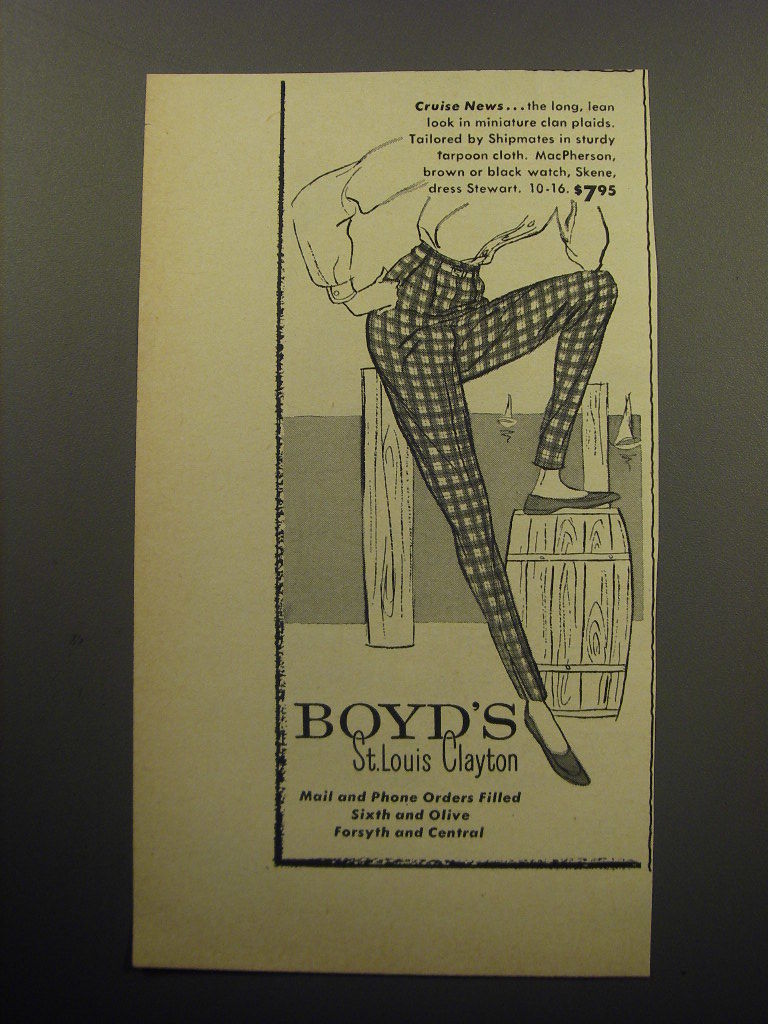 Cruise News...the long, lean
look in miniature clan plaids.
Tailored by Shipmates in sturdy
tarpoon cloth. MacPherson,
brown or black watch, Skene,
dress Stewart. 10-16. $7.95
BOYD'S
St. Louis Clayton
Mail and Phone Orders Filled
Sixth and Olive
Forsyth and Central